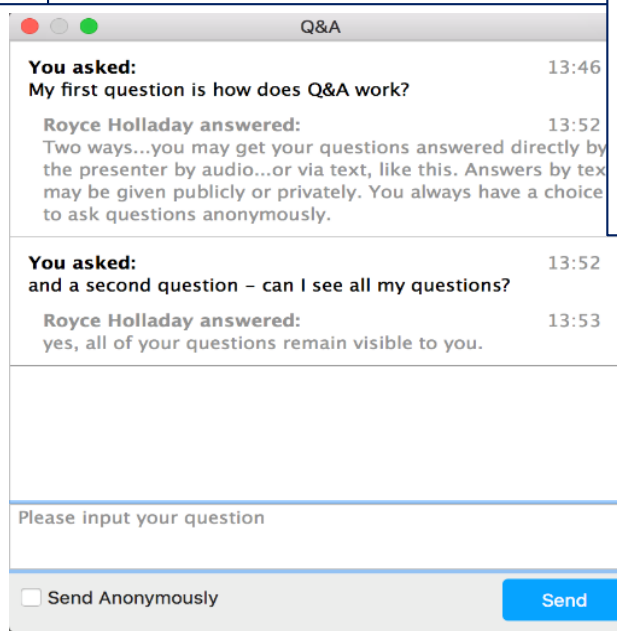 Q&A
You asked: 13:46
My first question is how does Q&A work?
Royce Holladay answered: 13:52
Two ways...you may get your questions answered directly by
the presenter by audio...or via text, like this. Answers by tex
may be given publicly or privately. You always have a choice
to ask questions anonymously.
You asked: 13:52
and a second question – can I see all my questions?
Royce Holladay answered: 13:53
yes, all of your questions remain visible to you.
Please input your question
Send Anonymously Send